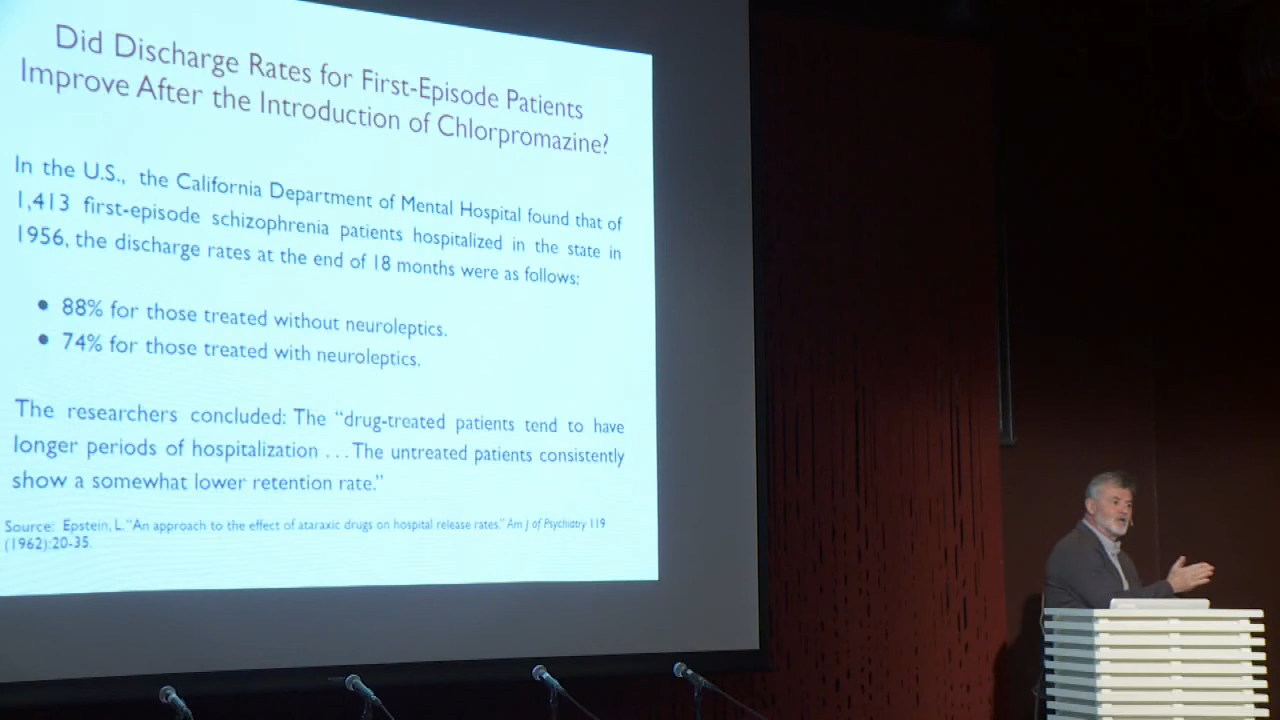 Did Discharge Rates for First-Episode Patients
Improve After the Introduction of Chlorpromazine?
In the U.S., the California Department of Mental Hospital found that of
1,413 first-episode schizophrenia patients hospitalized in the state in
1956, the discharge rates at the end of 18 months were as follows:
• 88% for those treated without neuroleptics.
• 74% for those treated with neuroleptics.
The researchers concluded: The “drug-treated patients tend to have
longer periods of hospitalization . . . The untreated patients consistently
show a somewhat lower retention rate.”
Source: Epstein, L. “An approach to the effect of ataraxic drugs on hospital release rates.” Am J of Psychiatry 119
(1962):20-35.